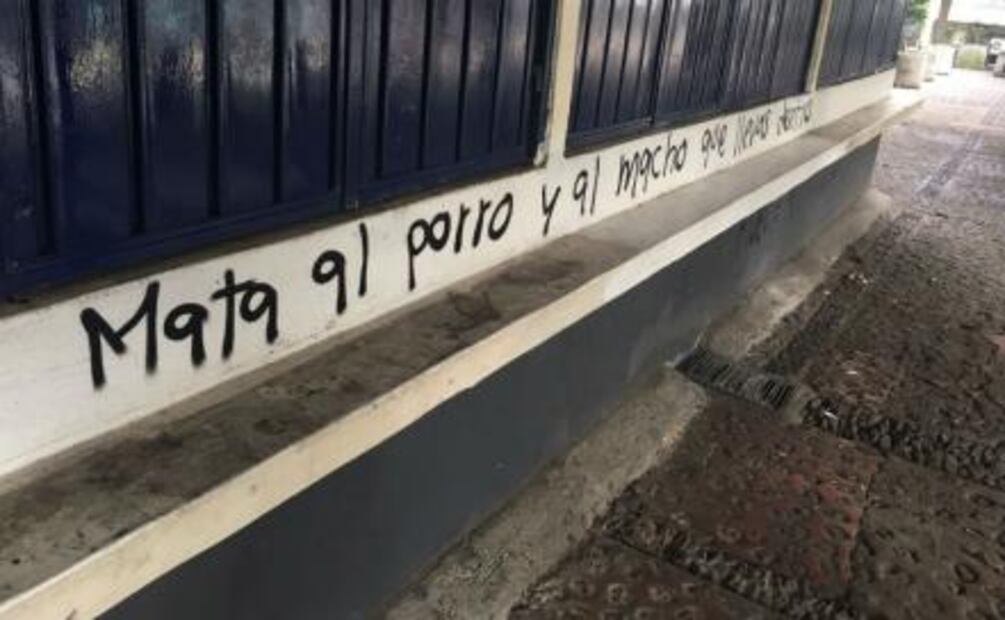 Mata al porro y al macho que llevas dentro